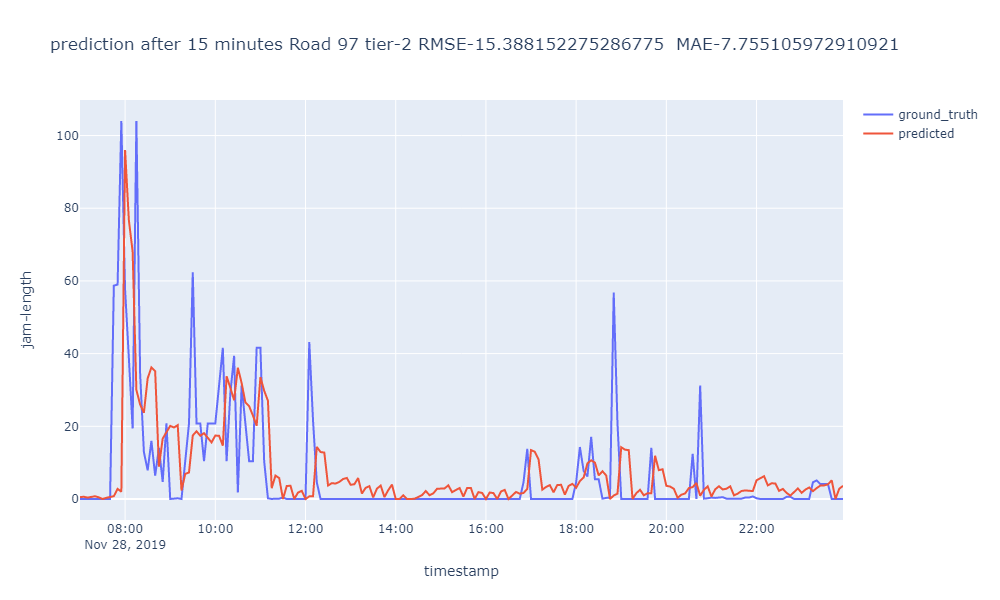 prediction after 15 minutes Road 97 tier-2 RMSE-15.388152275286775  MAE-7.755105972910921
ground_truth
predicted
jam-length
100
80
60
40
20
0
08:00 10:00 12:00 14:00 16:00 18:00 20:00 22:00
Nov 28, 2019
timestamp